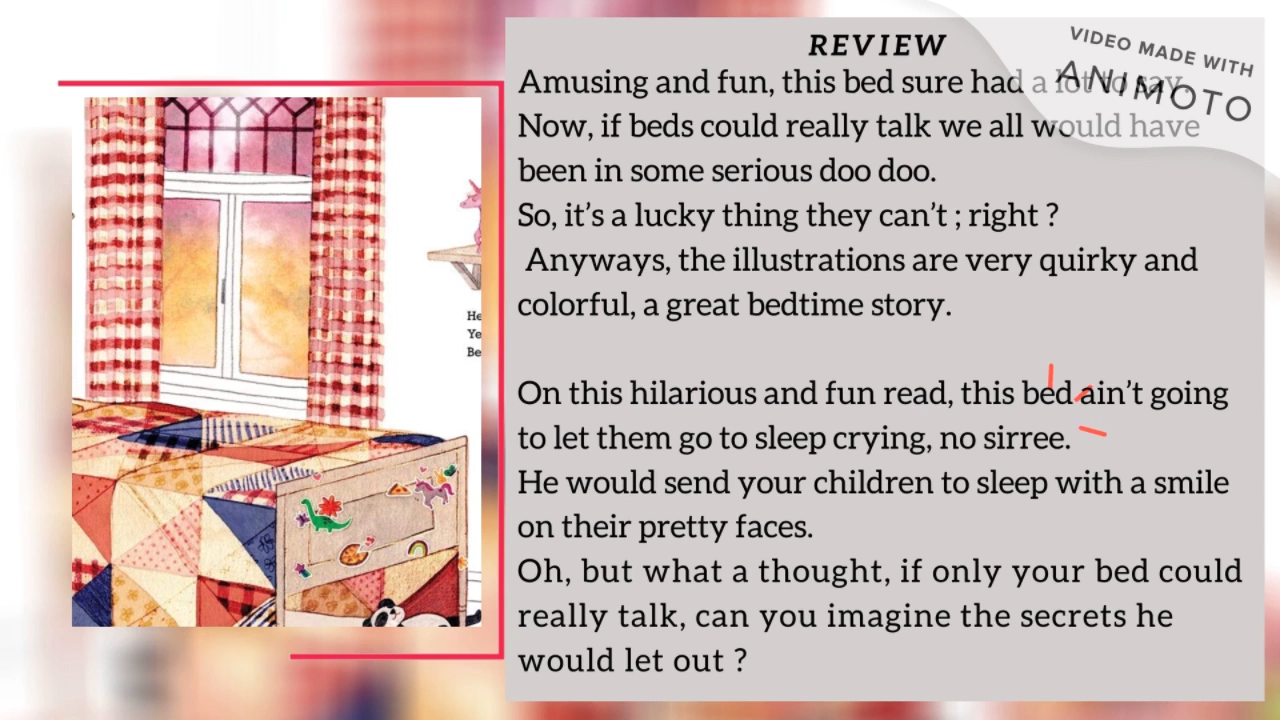 REVIEW
Amusing and fun, this bed sure had a lot to say.
Now, if beds could really talk we all would have
been in some serious doo doo.
So, it’s a lucky thing they can’t ; right ?
Anyways, the illustrations are very quirky and
colorful, a great bedtime story.
On this hilarious and fun read, this bed ain’t going
to let them go to sleep crying, no sirree.
He would send your children to sleep with a smile
on their pretty faces.
Oh, but what a thought, if only your bed could
really talk, can you imagine the secrets he
would let out ?
VIDEO MADE WITH
ANIMOTO
He
Ye
Be